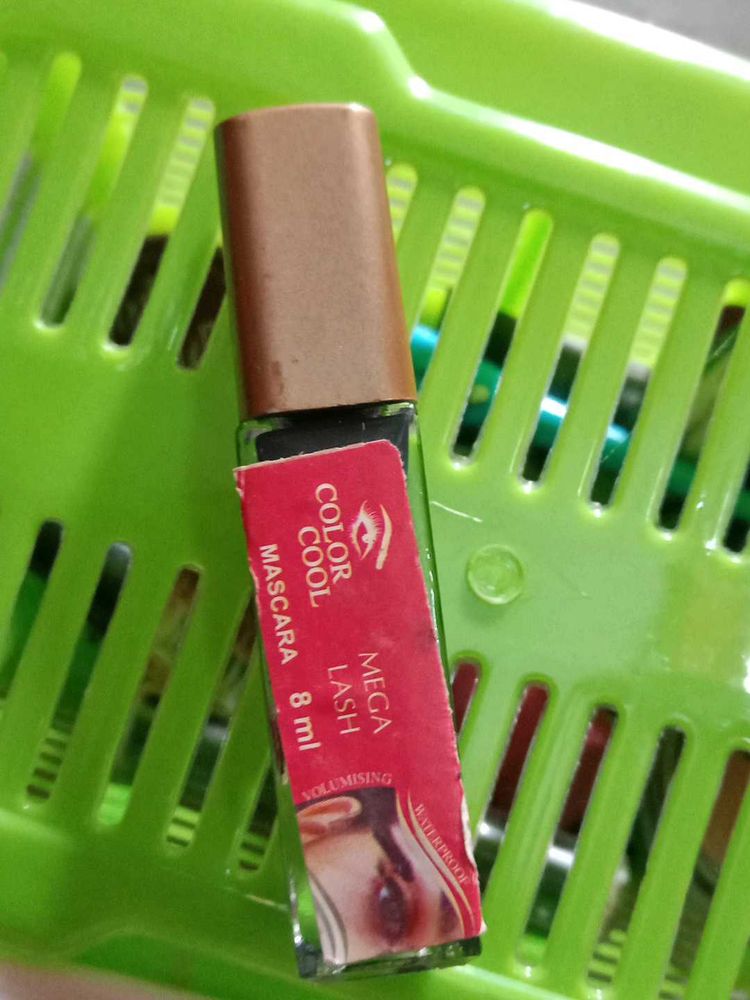 COLOR
COOL
MASCARA 8 ml
MEGA
LASH
VOLUMISING
WATERPROOF